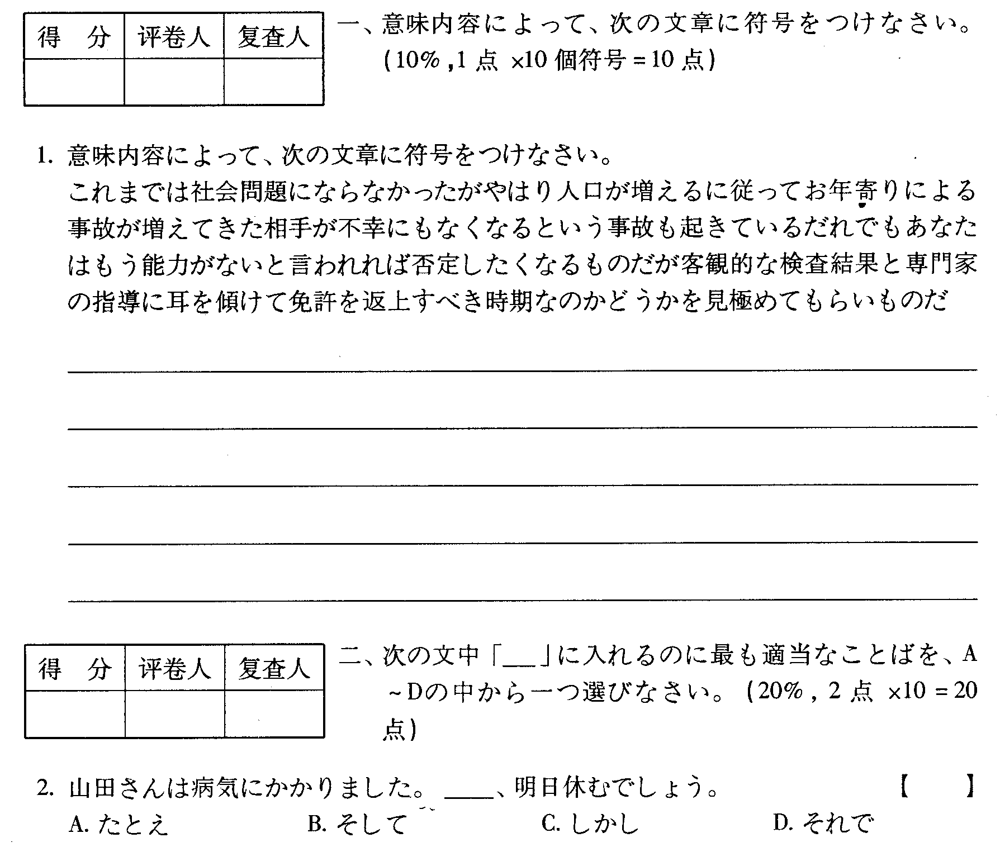 得 分 评卷人 复查人
一、意味内容によって、次の文章に符号をつけなさい。
(10%,1 点 ×10 個符号=10 点)
1. 意味内容によって、次の文章に符号をつけなさい。
これまでは社会問題にならなかったがやはり人口が増えるに従ってお年寄りによる
事故が増えてきた相手が不幸にもなくなるという事故も起きているだれでもあなた
はもう能力がないと言われれば否定したくなるものだが客観的な検査結果と専門家
の指導に耳を傾けて免許を返上すべき時期なのかどうかを見極めてもらいものだ
得 分 评卷人 复查人
二、次の文中「__」に入れるのに最も適当なことばを、A
~Dの中から一つ選びなさい。(20%, 2 点 ×10 =20
点)
2. 山田さんは病気にかかりました。____、明日休むでしょう。 【 】
A. たとえ B. そして C. しかし D. それで